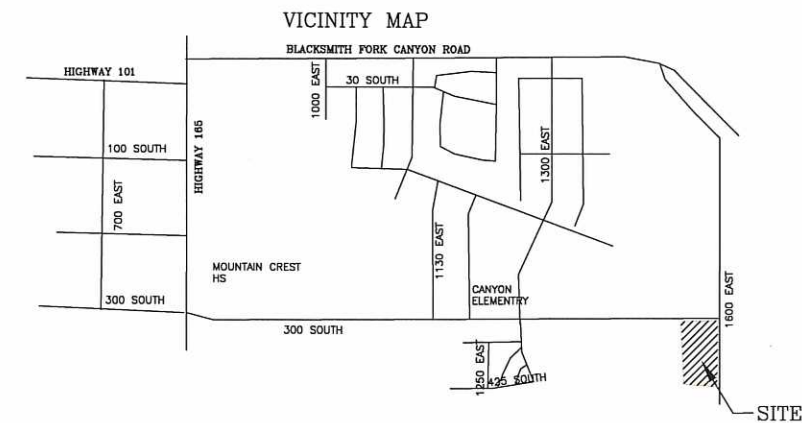 VICINITY MAP
BLACKSMITH FORK CANYON ROAD
HIGHWAY 101
30 SOUTH
1000 EAST
HIGHWAY 165
100 SOUTH
1300 EAST
700 EAST
1130 EAST
MOUNTAIN CREST
HS
CANYON
ELEMENTRY
1600 EAST
300 SOUTH
300 SOUTH
1250 EAST
425 SOUTH
SITE